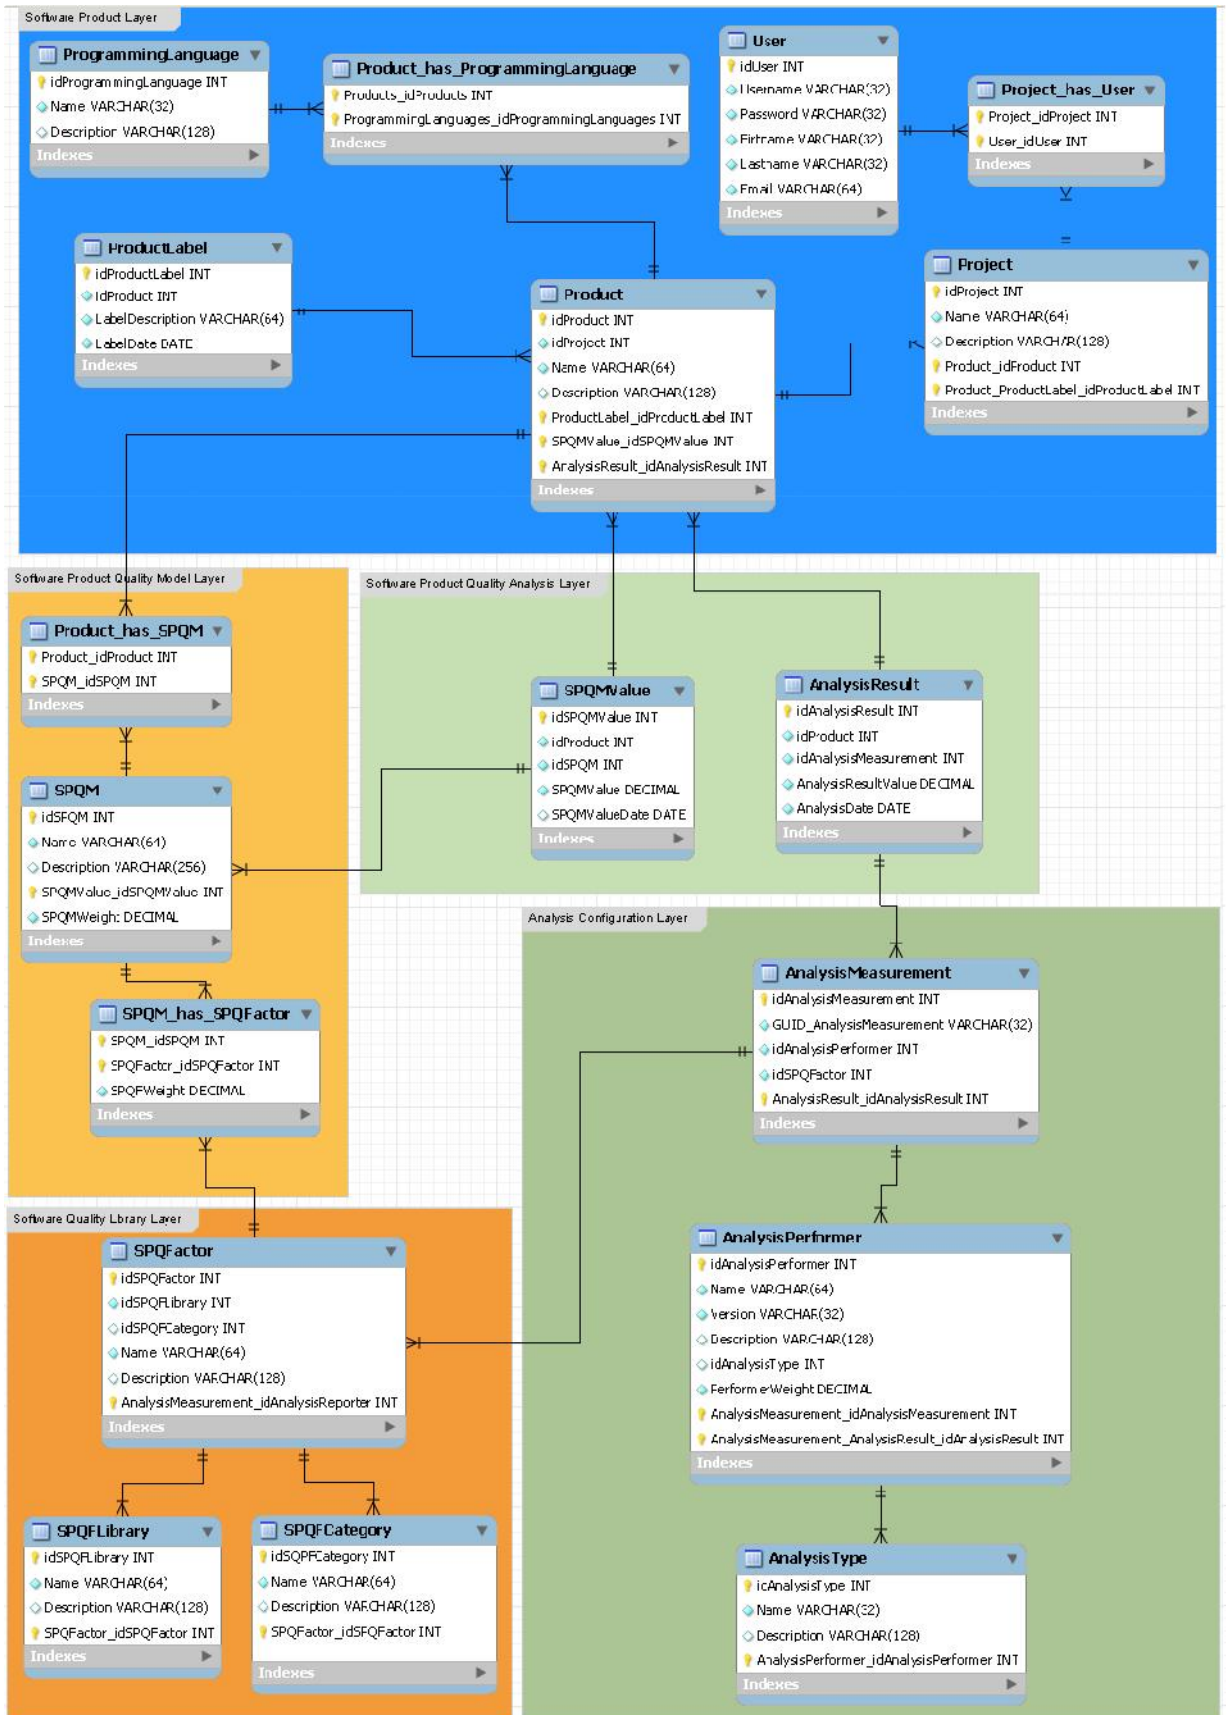 Software Product Layer
ProgrammingLanguage
idProgrammingLanguage INT
Name VARCHAR(32)
Description VARCHAR(128)
Indexes
Product_has_ProgrammingLanguage
Products_idProducts INT
ProgrammingLanguages_idProgrammingLanguages INT
Indexes
User
idUser INT
Username VARCHAR(32)
Password VARCHAR(32)
Firtname VARCHAR(32)
Lastname VARCHAR(32)
Email VARCHAR(64)
Indexes
Project_has_User
Project_idProject INT
User_idUser INT
Indexes
ProductLabel
idProductLabel INT
idProduct INT
LabelDescription VARCHAR(64)
LabelDate DATE
Indexes
Product
idProduct INT
idProject INT
Name VARCHAR(64)
Description VARCHAR(128)
ProductLabel_idProductLabel INT
SPQMValue_idSPQMValue INT
AnalysisResult_idAnalysisResult INT
Indexes
Project
idProject INT
Name VARCHAR(64)
Description VARCHAR(128)
Product_idProduct INT
Product_ProductLabel_idProductLabel INT
Indexes
Software Product Quality Model Layer
Product_has_SPQM
Product_idProduct INT
SPQM_idSPQM INT
Indexes
SPQM
idSPQM INT
Name VARCHAR(64)
Description VARCHAR(256)
SPQMValue_idSPQMValue INT
SPQMWeight DECIMAL
Indexes
SPQM_has_SPQFactor
SPQM_idSPQM INT
SPQFactor_idSPQFactor INT
SPQFWeight DECIMAL
Indexes
Software Product Quality Analysis Layer
SPQMValue
idSPQMValue INT
idProduct INT
idSPQM INT
SPQMValue DECIMAL
SPQMValueDate DATE
Indexes
AnalysisResult
idAnalysisResult INT
idProduct INT
idAnalysisMeasurement INT
AnalysisResultValue DECIMAL
AnalysisDate DATE
Indexes
Analysis Configuration Layer
AnalysisMeasurement
idAnalysisMeasurement INT
GUID_AnalysisMeasurement VARCHAR(32)
idAnalysisPerformer INT
idSPQFactor INT
AnalysisResult_idAnalysisResult INT
Indexes
AnalysisPerformer
idAnalysisPerformer INT
Name VARCHAR(64)
Version VARCHAR(32)
Description VARCHAR(128)
idAnalysisType INT
PerformerWeight DECIMAL
AnalysisMeasurement_idAnalysisMeasurement INT
AnalysisMeasurement_AnalysisResult_idAnalysisResult INT
Indexes
AnalysisType
idAnalysisType INT
Name VARCHAR(32)
Description VARCHAR(128)
AnalysisPerformer_idAnalysisPerformer INT
Indexes
Software Quality Library Layer
SPQFactor
idSPQFactor INT
idSPQFLibrary INT
idSPQFCategory INT
Name VARCHAR(64)
Description VARCHAR(128)
AnalysisMeasurement_idAnalysisReporter INT
Indexes
SPQFLibrary
idSPQFLibrary INT
Name VARCHAR(64)
Description VARCHAR(128)
SPQFactor_idSPQFactor INT
Indexes
SPQFCategory
idSQPFCategory INT
Name VARCHAR(64)
Description VARCHAR(128)
SPQFactor_idSPQFactor INT
Indexes